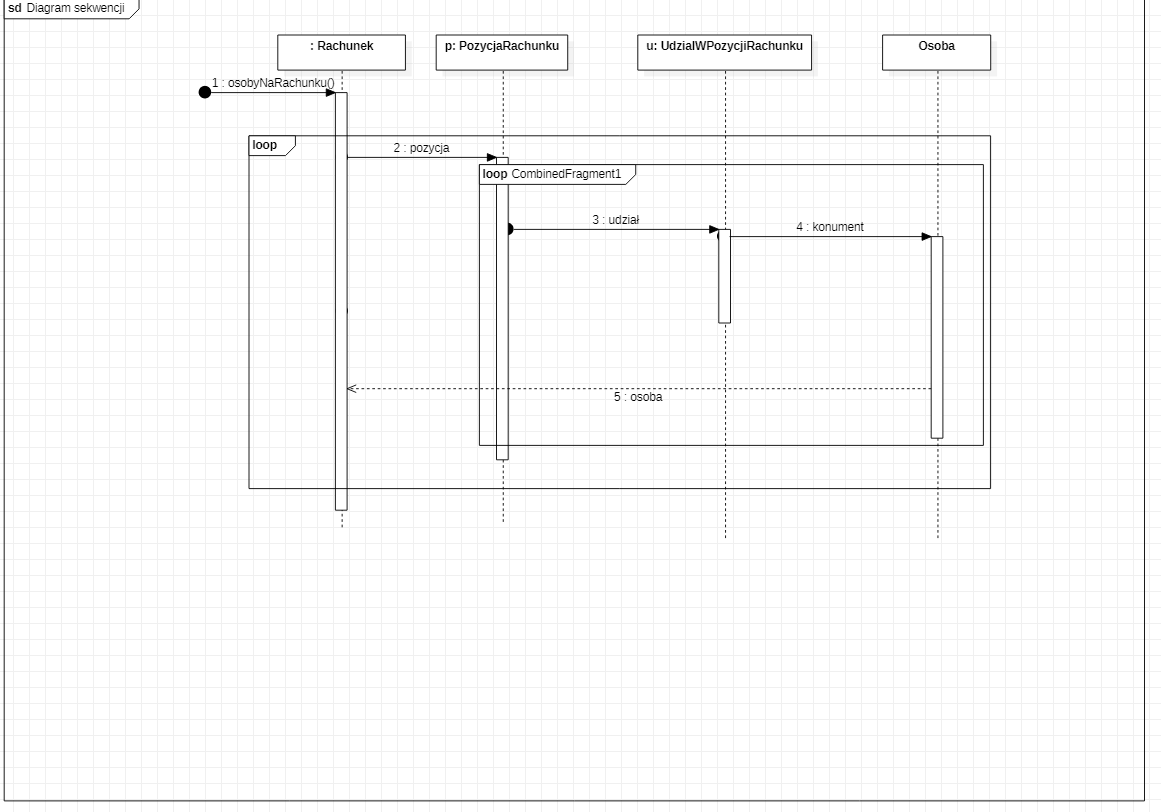 sd Diagram sekwencji
: Rachunek
p: PozycjaRachunku
u: UdzialWPozycjiRachunku
Osoba
1 : osobyNaRachunku()
loop
2 : pozycja
loop CombinedFragment1
3 : udział
4 : konument
5 : osoba